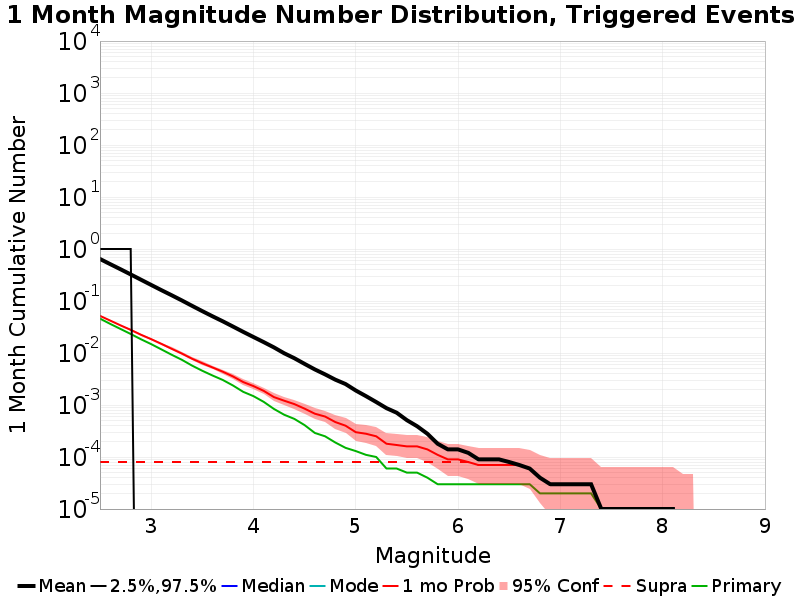 1 Month Magnitude Number Distribution, Triggered Events
1 Month Cumulative Number
10^4
10^3
10^2
10^1
10^0
10^-1
10^-2
10^-3
10^-4
10^-5
3 4 5 6 7 8 9
Magnitude
Mean 2.5%,97.5% Median Mode 1 mo Prob 95% Conf Supra Primary